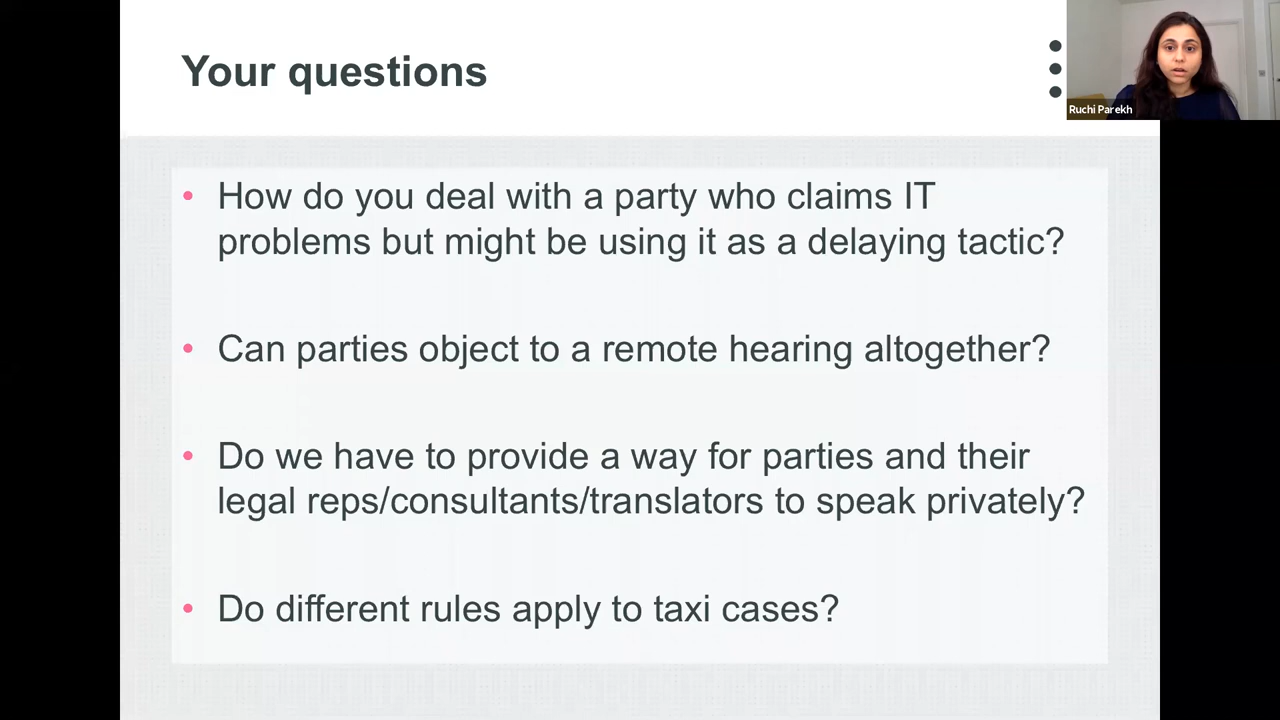 Your questions
Ruchi Parekh
• How do you deal with a party who claims IT
problems but might be using it as a delaying tactic?
• Can parties object to a remote hearing altogether?
• Do we have to provide a way for parties and their
legal reps/consultants/translators to speak privately?
• Do different rules apply to taxi cases?